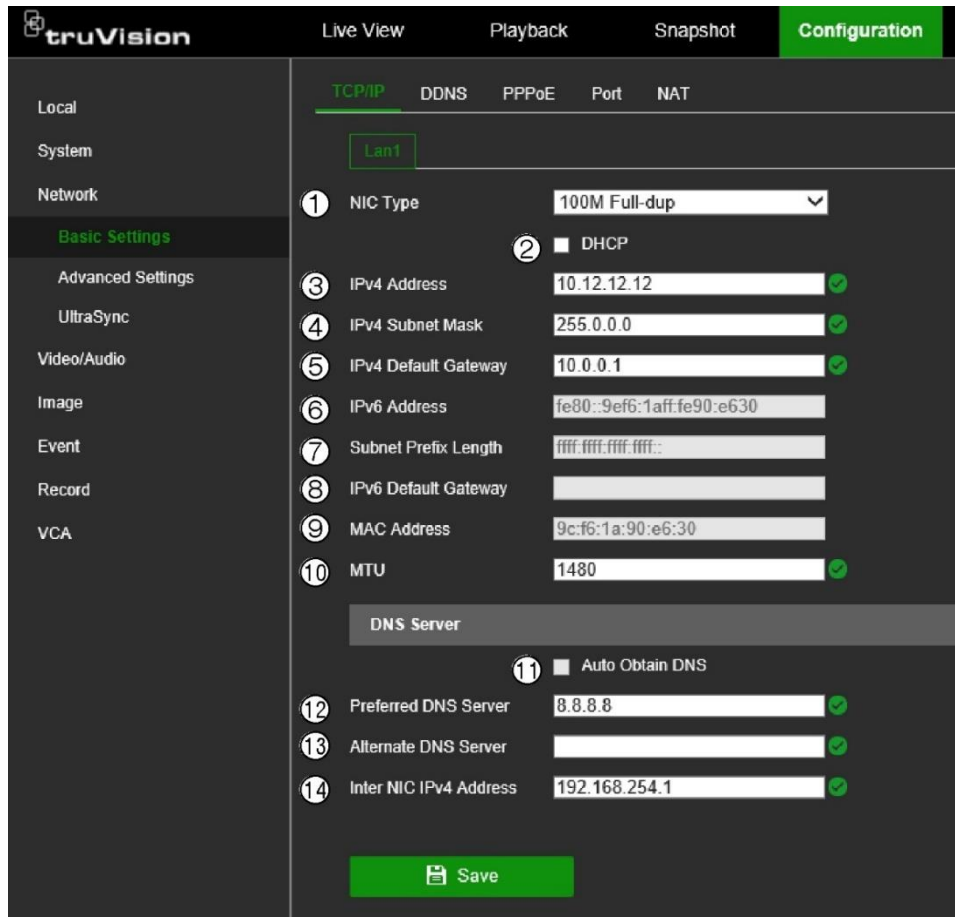 truVision Live View Playback Snapshot Configuration
TCP/IP DDNS PPPoE Port NAT
Local
Lan1
System
Network
① NIC Type 100M Full-dup
Basic Settings
② DHCP
Advanced Settings
③ IPv4 Address 10.12.12.12
UltraSync
④ IPv4 Subnet Mask 255.0.0.0
Video/Audio
⑤ IPv4 Default Gateway 10.0.0.1
Image
⑥ IPv6 Address fe80::9ef6:1aff:fe90:e630
Event
⑦ Subnet Prefix Length ffff:ffff:ffff:ffff::
Record
⑧ IPv6 Default Gateway
VCA
⑨ MAC Address 9c:f6:1a:90:e6:30
⑩ MTU 1480
DNS Server
⑪ Auto Obtain DNS
⑫ Preferred DNS Server 8.8.8.8
⑬ Alternate DNS Server
⑭ Inter NIC IPv4 Address 192.168.254.1
Save